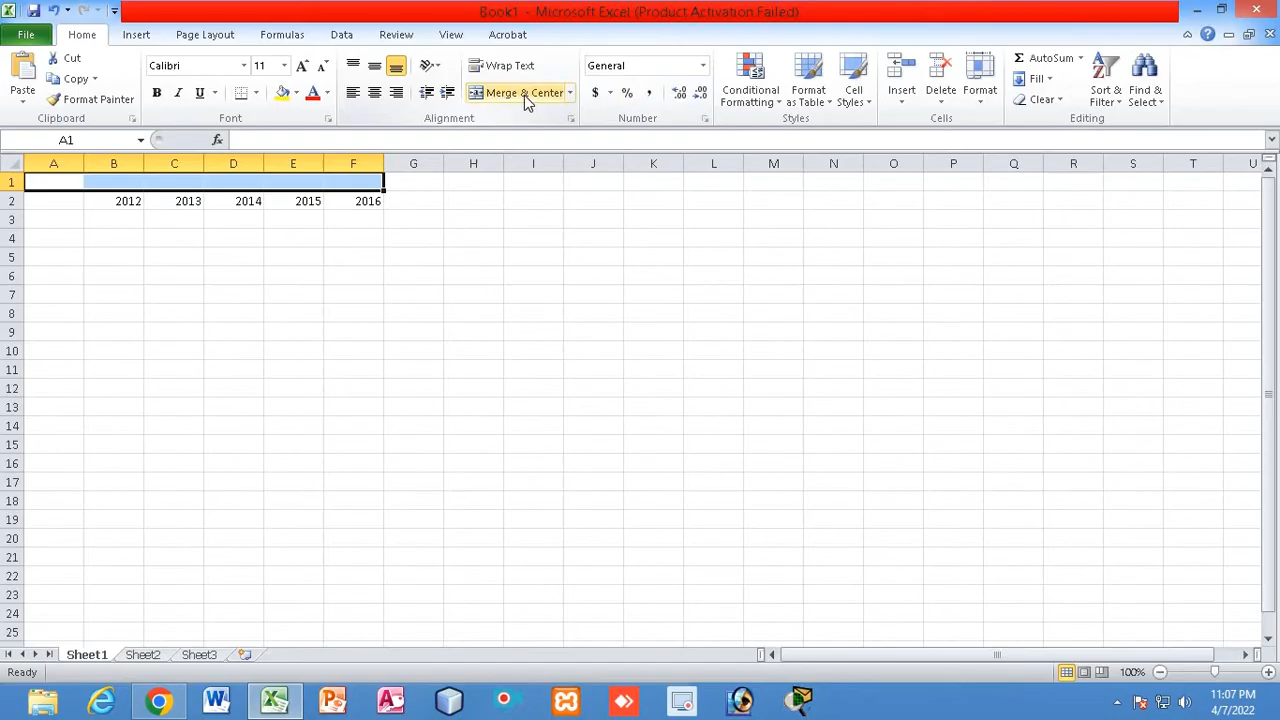 Book1 - Microsoft Excel (Product Activation Failed)
File Home Insert Page Layout Formulas Data Review View Acrobat
Paste Cut Copy Format Painter Clipboard
Calibri 11 B I U A A A Font
Wrap Text Merge & Center Alignment
General $ % , Number
Conditional Formatting Format as Table Cell Styles Styles
Insert Delete Format Cells
Σ AutoSum Fill Clear Sort & Filter Find & Select Editing
A1 fx
A B C D E F G H I J K L M N O P Q R S T U
1
2 2012 2013 2014 2015 2016
3
4
5
6
7
8
9
10
11
12
13
14
15
16
17
18
19
20
21
22
23
24
25
Sheet1 Sheet2 Sheet3
Ready 100%
11:07 PM
4/7/2022